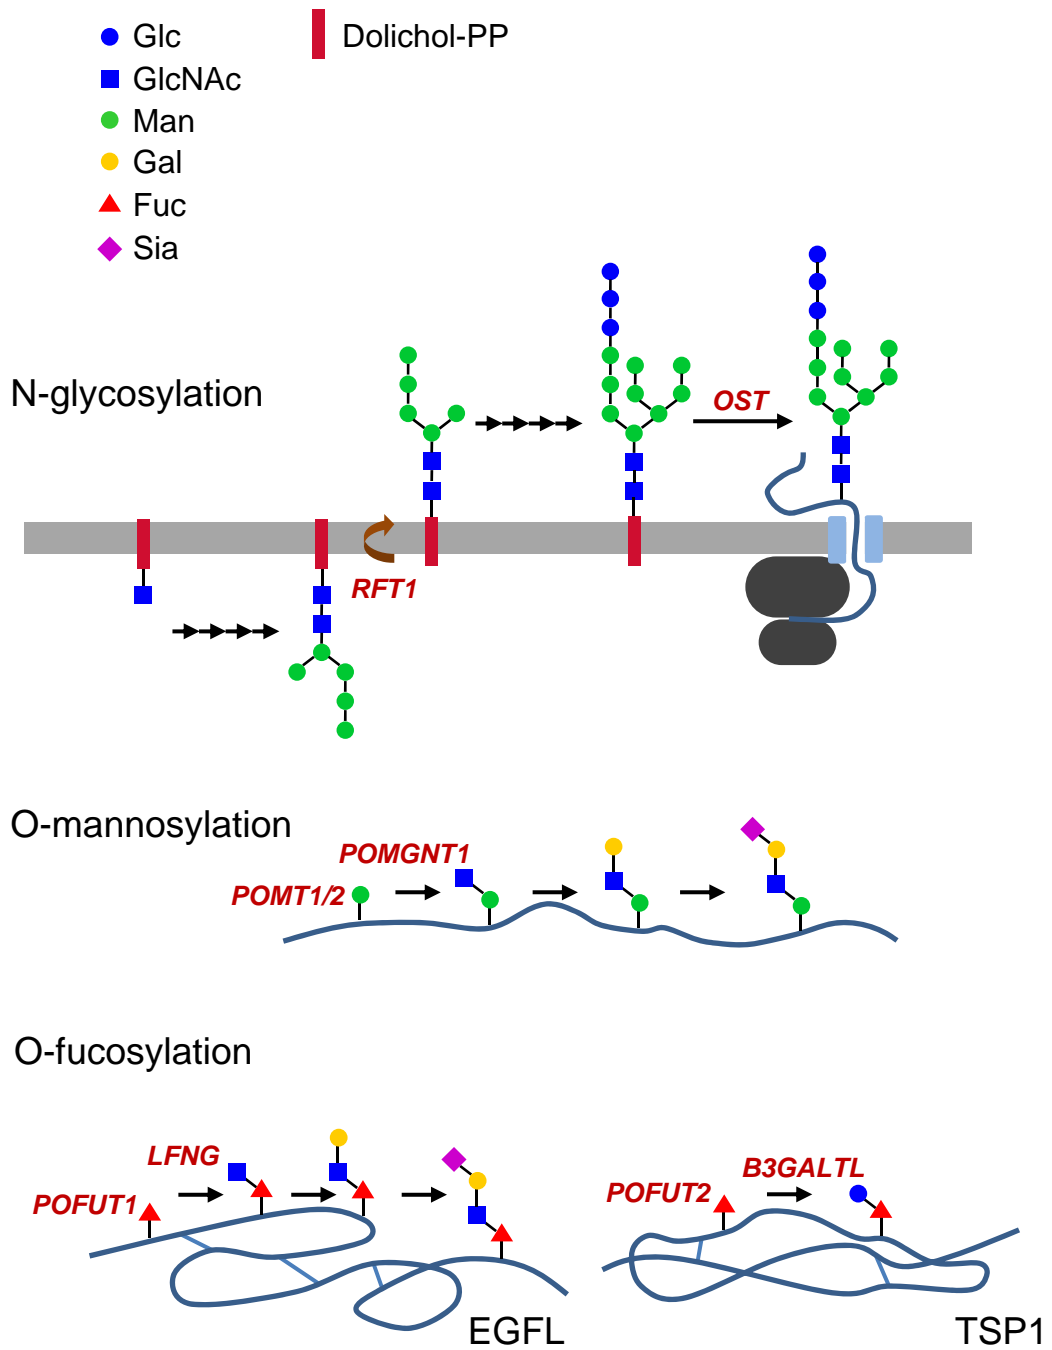 Glc
Dolichol-PP
GlcNAc
Man
Gal
Fuc
Sia
N-glycosylation
OST
RFT1
O-mannosylation
POMGNT1
POMT1/2
O-fucosylation
LFNG
B3GALTL
POFUT1
POFUT2
EGFL
TSP1